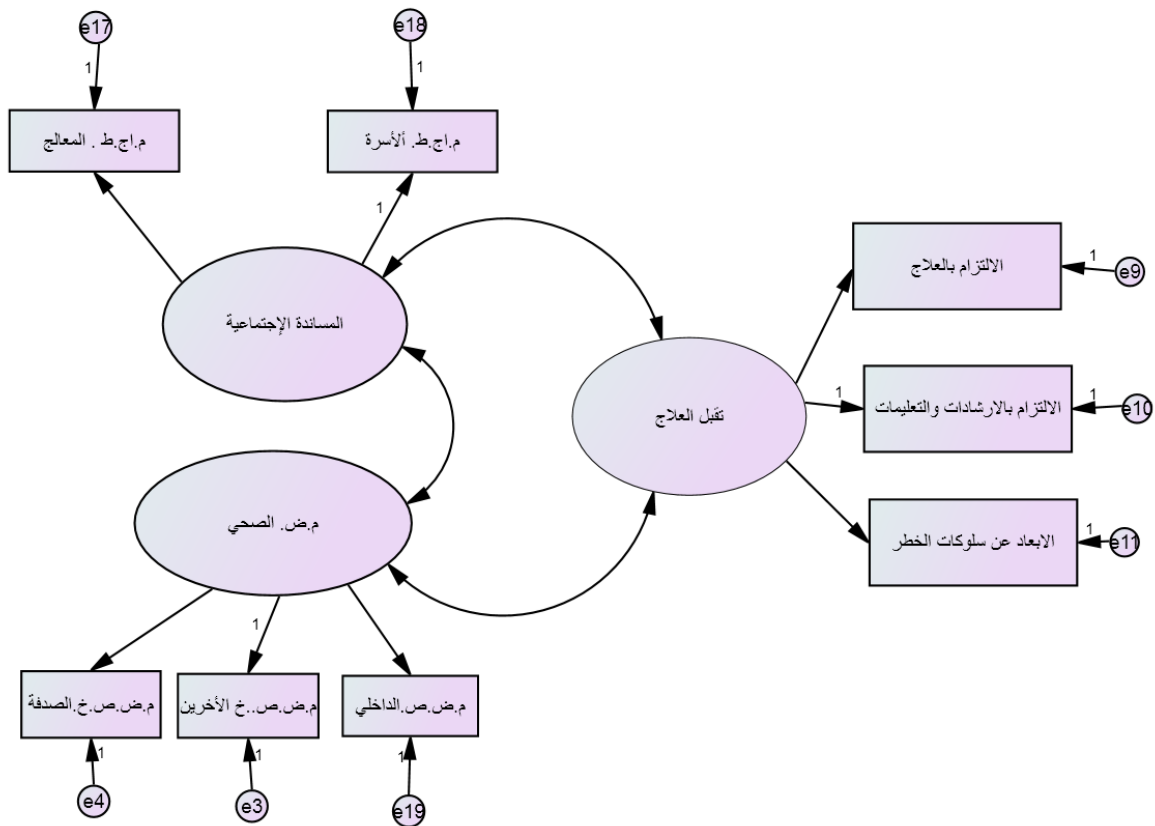 e17
e18
1
1
م.اج.ط . المعالج
م.اج.ط. ألأسرة
1
المساندة الإجتماعية
الالتزام بالعلاج
1
e9
تقبل العلاج
1
الالتزام بالارشادات والتعليمات
1
e10
الابعاد عن سلوكات الخطر
1
e11
م.ض. الصحي
1
م.ض.ص.خ.الصدفة
م.ض.ص..خ الأخرين
م.ض.ص.الداخلي
1
1
1
e4
e3
e19